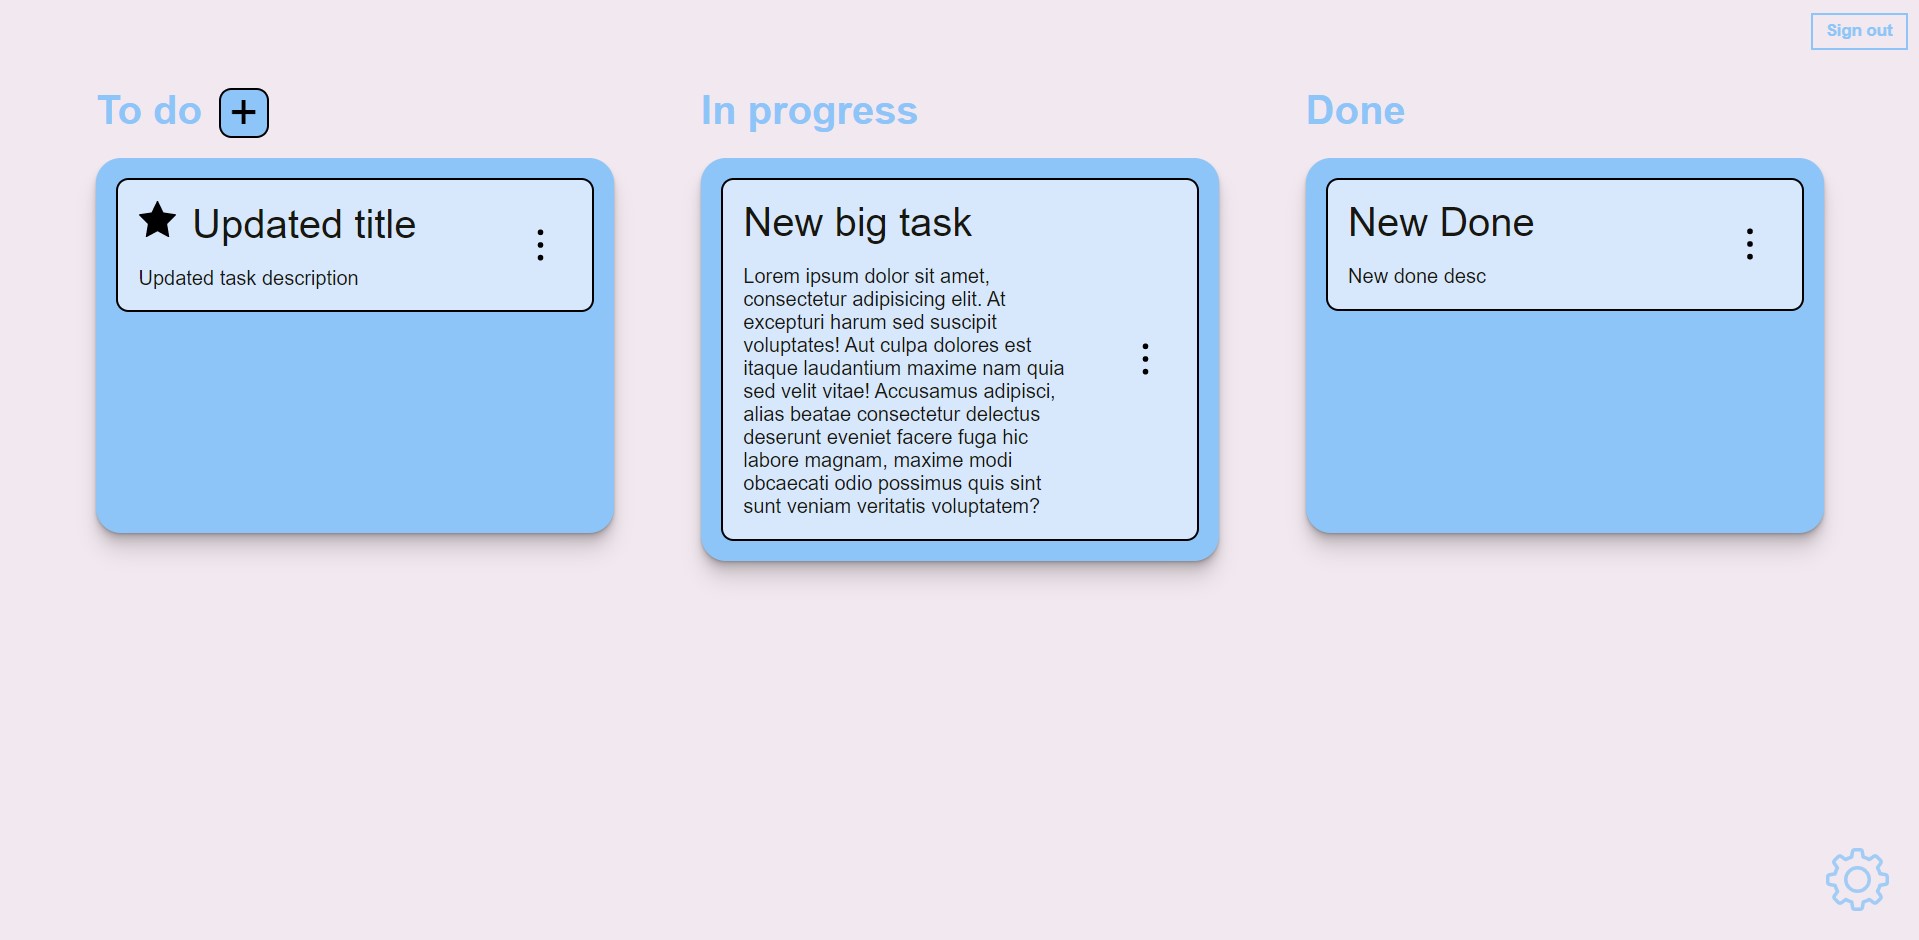 Sign out
To do
In progress
Done
Updated title
Updated task description
New big task
Lorem ipsum dolor sit amet,
consectetur adipisicing elit. At
excepturi harum sed suscipit
voluptates! Aut culpa dolores est
itaque laudantium maxime nam quia
sed velit vitae! Accusamus adipisci,
alias beatae consectetur delectus
deserunt eveniet facere fuga hic
labore magnam, maxime modi
obcaecati odio possimus quis sint
sunt veniam veritatis voluptatem?
New Done
New done desc